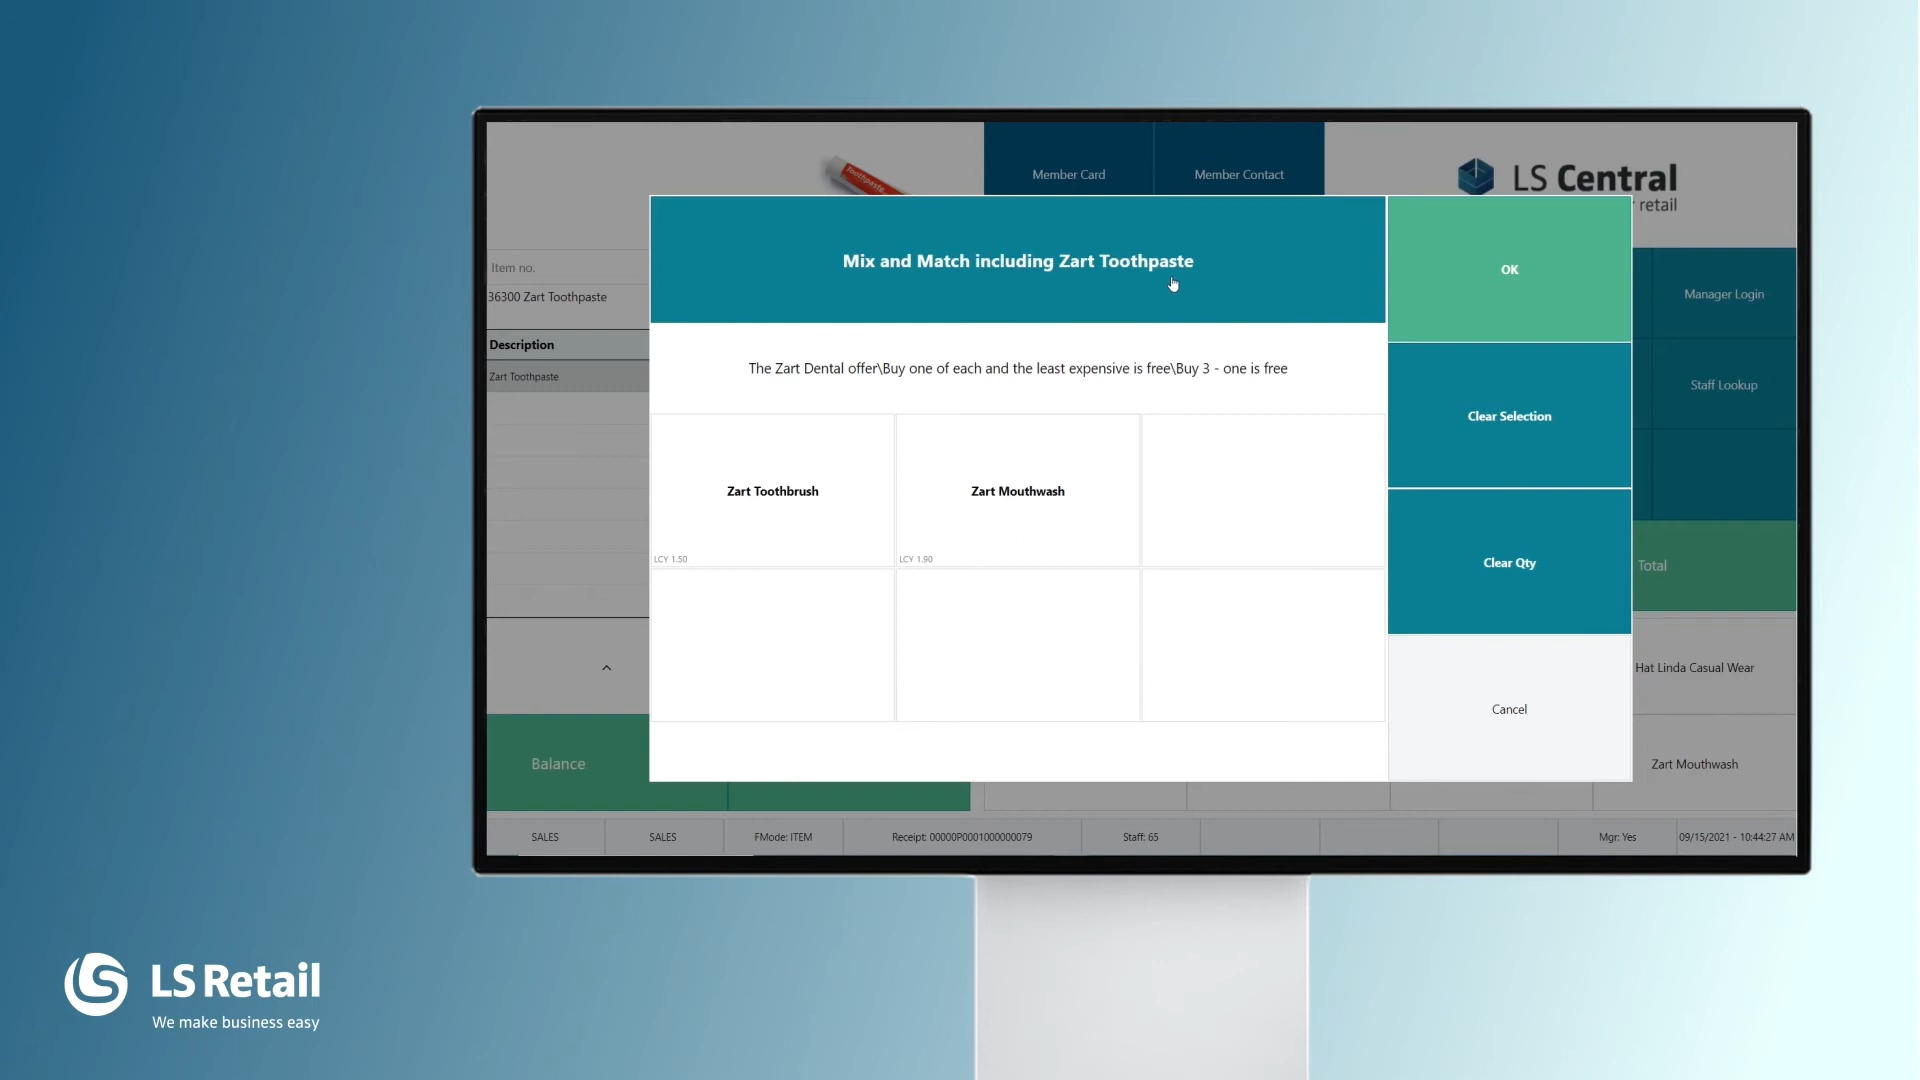 Toothpaste...
Member Card
Member Contact
LS Central
retail
Mix and Match including Zart Toothpaste
OK
Item no.
36300 Zart Toothpaste
Manager Login
Description
The Zart Dental offer\Buy one of each and the least expensive is free\Buy 3 - one is free
Zart Toothpaste
Staff Lookup
Clear Selection
Zart Toothbrush
Zart Mouthwash
LCY 1.50
LCY 1.90
Clear Qty
Total
Hat Linda Casual Wear
Cancel
Balance
Zart Mouthwash
SALES
SALES
FMode: ITEM
Receipt: 00000P0001000000079
Staff: 65
Mgr: Yes
09/15/2021 - 10:44:27 AM
LS Retail
We make business easy